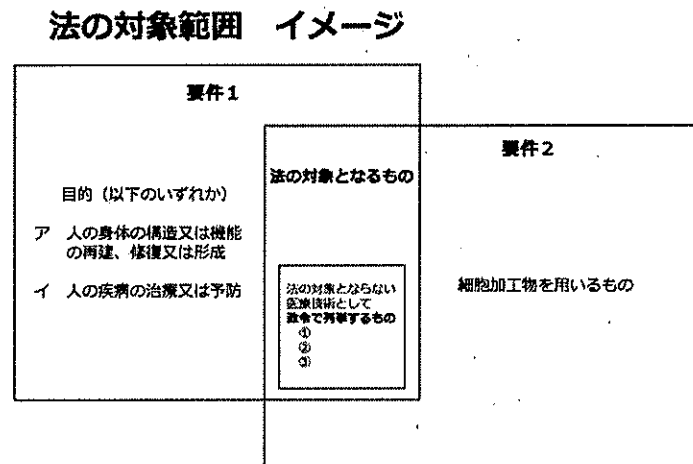 法の対象範囲 イメージ
要件1
目的(以下のいずれか)
ア 人の身体の構造又は機能
の再建、修復又は形成
イ 人の疾病の治療又は予防
法の対象となるもの
法の対象とならない
医療技術として
政令で列挙するもの
①
②
③
要件2
細胞加工物を用いるもの